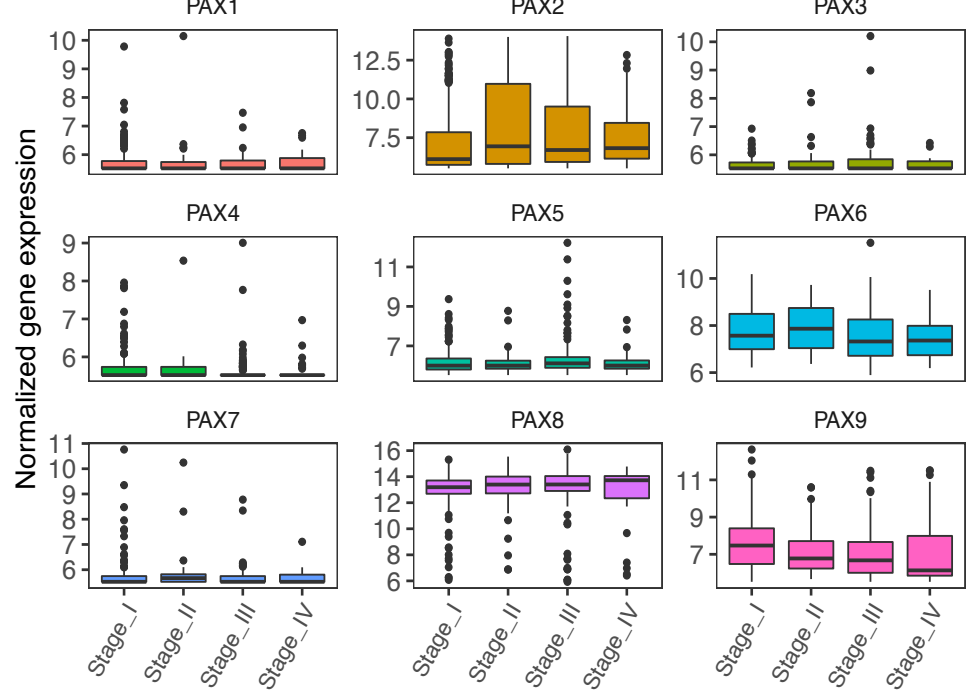 PAX1
PAX2
PAX3
10
9
8
7
6
12.5
10.0
7.5
10
9
8
7
6
PAX4
PAX5
PAX6
9
8
7
6
11
9
7
10
8
6
PAX7
PAX8
PAX9
11
10
9
8
7
6
16
14
12
10
8
6
11
9
7
Normalized gene expression
Stage_I
Stage_II
Stage_III
Stage_IV
Stage_I
Stage_II
Stage_III
Stage_IV
Stage_I
Stage_II
Stage_III
Stage_IV